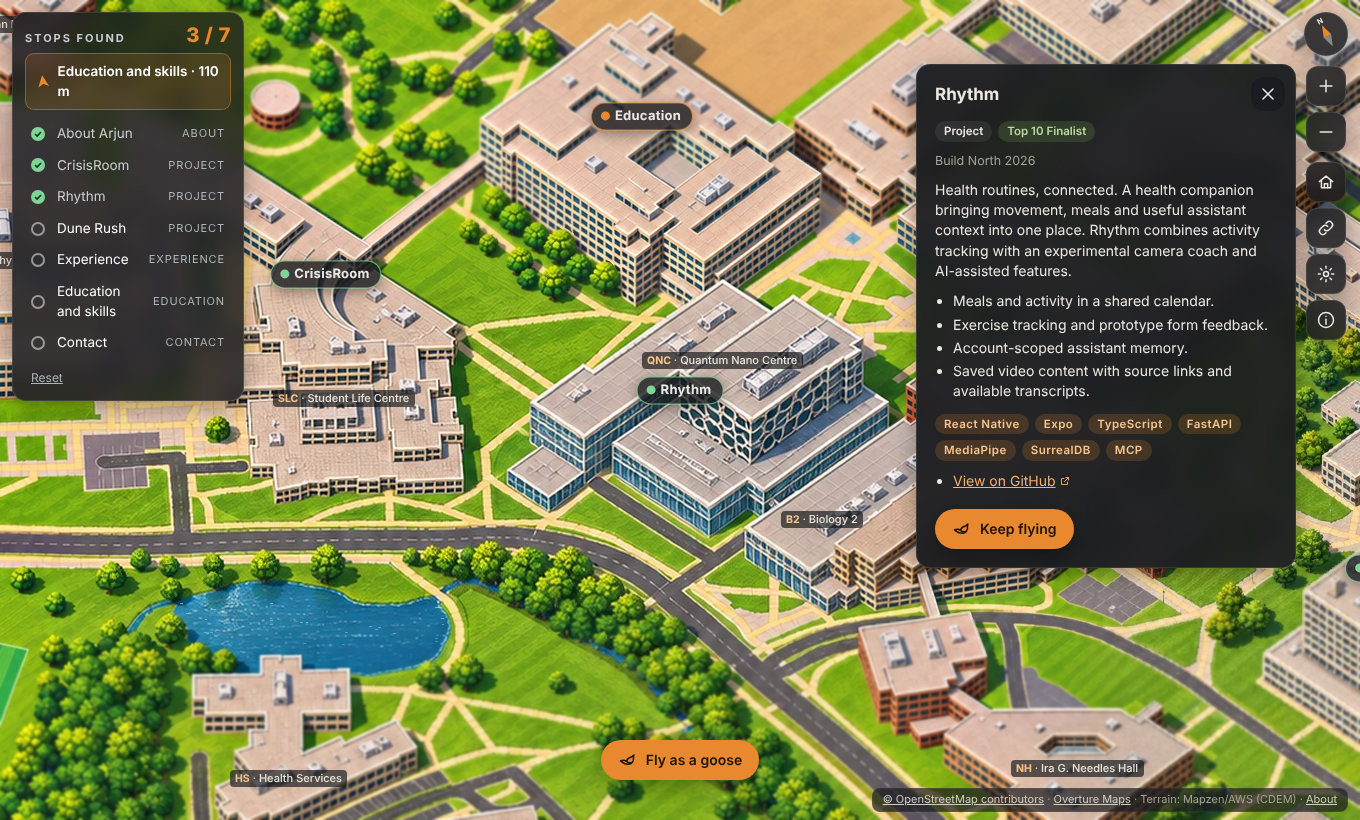 STOPS FOUND 3 / 7
Education and skills · 110
m
About Arjun ABOUT
CrisisRoom PROJECT
Rhythm PROJECT
Dune Rush PROJECT
Experience EXPERIENCE
Education
and skills EDUCATION
Contact CONTACT
Reset
Education
CrisisRoom
QNC · Quantum Nano Centre
Rhythm
SLC · Student Life Centre
B2 · Biology 2
HS · Health Services
NH · Ira G. Needles Hall
Fly as a goose
Rhythm
Project Top 10 Finalist
Build North 2026
Health routines, connected. A health companion
bringing movement, meals and useful assistant
context into one place. Rhythm combines activity
tracking with an experimental camera coach and
AI-assisted features.
Meals and activity in a shared calendar.
Exercise tracking and prototype form feedback.
Account-scoped assistant memory.
Saved video content with source links and
available transcripts.
React Native Expo TypeScript FastAPI
MediaPipe SurrealDB MCP
View on GitHub
Keep flying
N
© OpenStreetMap contributors · Overture Maps · Terrain: Mapzen/AWS (CDEM) · About